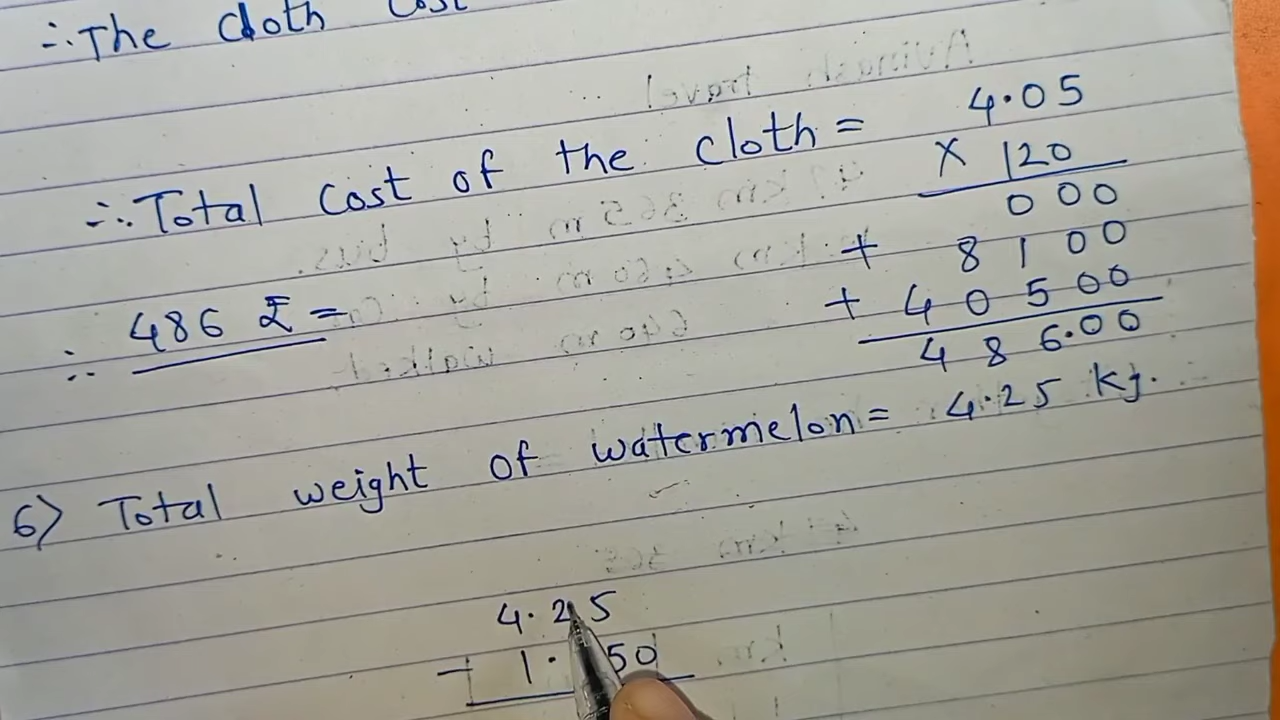 ∴ The cloth cost
∴ Total cost of the cloth = 4.05
× 120
000
+ 8100
+ 40500
486.00
∴ 486 ₹ =
6) Total weight of watermelon = 4.25 kg.
4.25
- 1. 50